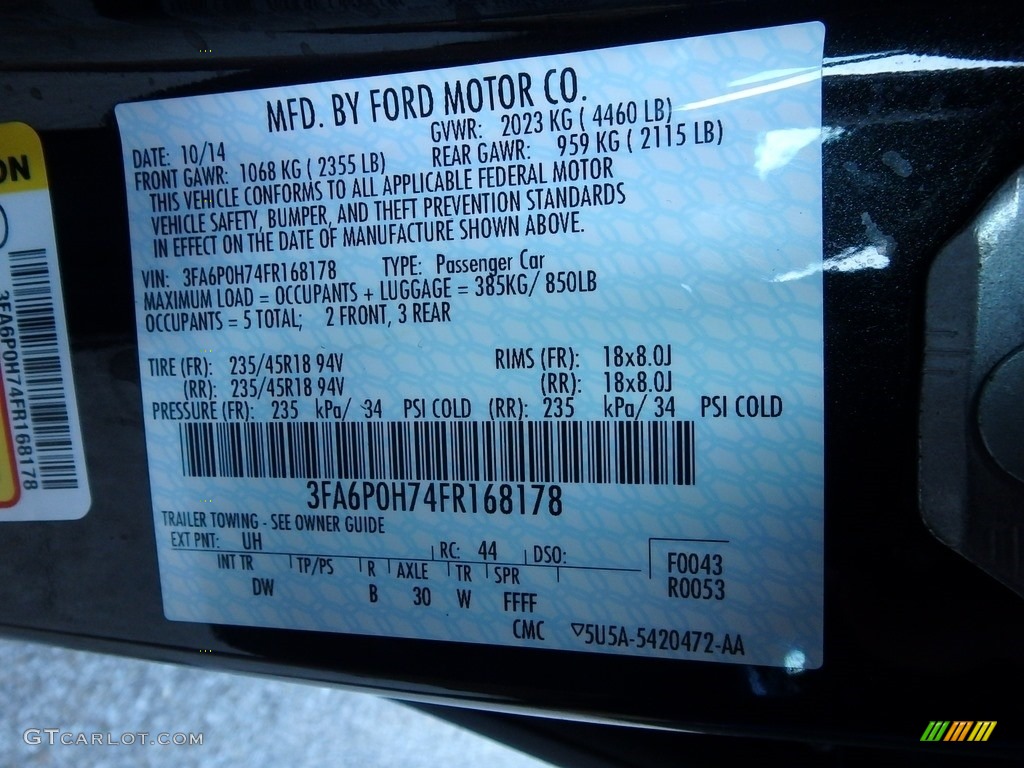 MFD. BY FORD MOTOR CO.
DATE: 10/14 GVWR: 2023 KG ( 4460 LB)
FRONT GAWR: 1068 KG ( 2355 LB) REAR GAWR: 959 KG ( 2115 LB)
THIS VEHICLE CONFORMS TO ALL APPLICABLE FEDERAL MOTOR
VEHICLE SAFETY, BUMPER, AND THEFT PREVENTION STANDARDS
IN EFFECT ON THE DATE OF MANUFACTURE SHOWN ABOVE.
VIN: 3FA6P0H74FR168178 TYPE: Passenger Car
MAXIMUM LOAD = OCCUPANTS + LUGGAGE = 385KG/ 850LB
OCCUPANTS = 5 TOTAL; 2 FRONT, 3 REAR
TIRE (FR): 235/45R18 94V RIMS (FR): 18x8.0J
(RR): 235/45R18 94V (RR): 18x8.0J
PRESSURE (FR): 235 kPa/ 34 PSI COLD (RR): 235 kPa/ 34 PSI COLD
3FA6P0H74FR168178
TRAILER TOWING - SEE OWNER GUIDE
EXT PNT: UH RC: 44 DSO: F0043
INT TR TP/PS R AXLE TR SPR R0053
DW B 30 W FFFF
CMC ▽5U5A-5420472-AA
ON
3FA6P0H74FR168178
GTCARLOT.COM